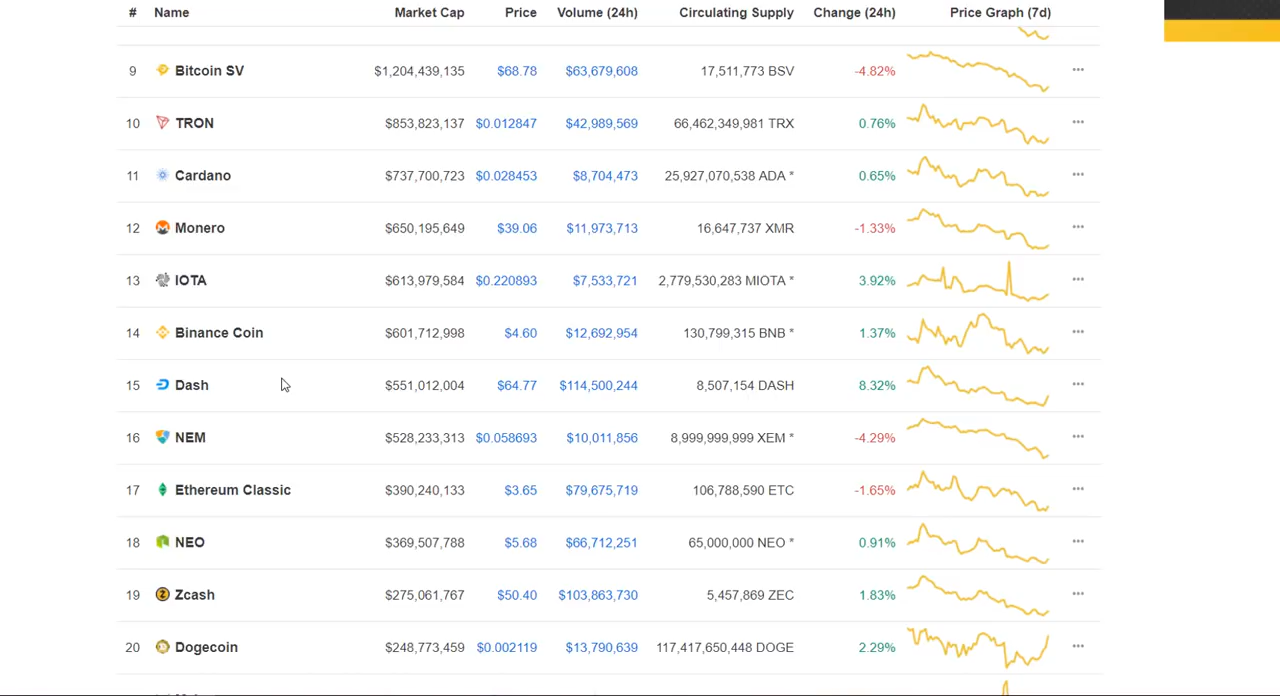 # Name Market Cap Price Volume (24h) Circulating Supply Change (24h) Price Graph (7d)
9 Bitcoin SV $1,204,439,135 $68.78 $63,679,608 17,511,773 BSV -4.82%
10 TRON $853,823,137 $0.012847 $42,989,569 66,462,349,981 TRX 0.76%
11 Cardano $737,700,723 $0.028453 $8,704,473 25,927,070,538 ADA * 0.65%
12 Monero $650,195,649 $39.06 $11,973,713 16,647,737 XMR -1.33%
13 IOTA $613,979,584 $0.220893 $7,533,721 2,779,530,283 MIOTA * 3.92%
14 Binance Coin $601,712,998 $4.60 $12,692,954 130,799,315 BNB * 1.37%
15 Dash $551,012,004 $64.77 $114,500,244 8,507,154 DASH 8.32%
16 NEM $528,233,313 $0.058693 $10,011,856 8,999,999,999 XEM * -4.29%
17 Ethereum Classic $390,240,133 $3.65 $79,675,719 106,788,590 ETC -1.65%
18 NEO $369,507,788 $5.68 $66,712,251 65,000,000 NEO * 0.91%
19 Zcash $275,061,767 $50.40 $103,863,730 5,457,869 ZEC 1.83%
20 Dogecoin $248,773,459 $0.002119 $13,790,639 117,417,650,448 DOGE 2.29%